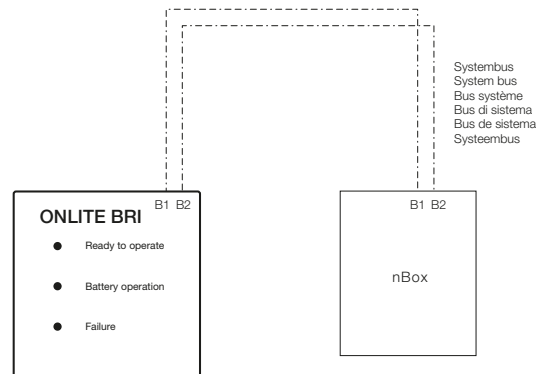 Systembus
System bus
Bus système
Bus di sistema
Bus de sistema
Systeembus
B1 B2
ONLITE BRI
Ready to operate
Battery operation
Failure
B1 B2
nBox